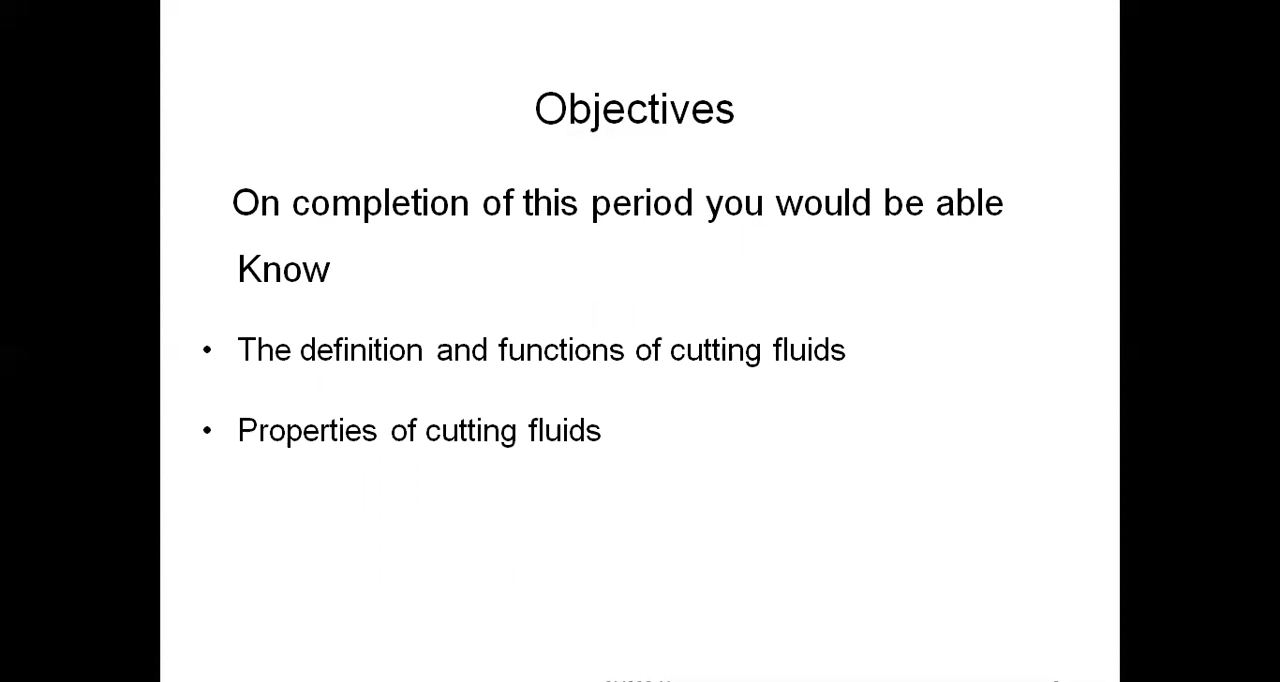 Objectives
On completion of this period you would be able
Know
• The definition and functions of cutting fluids
• Properties of cutting fluids